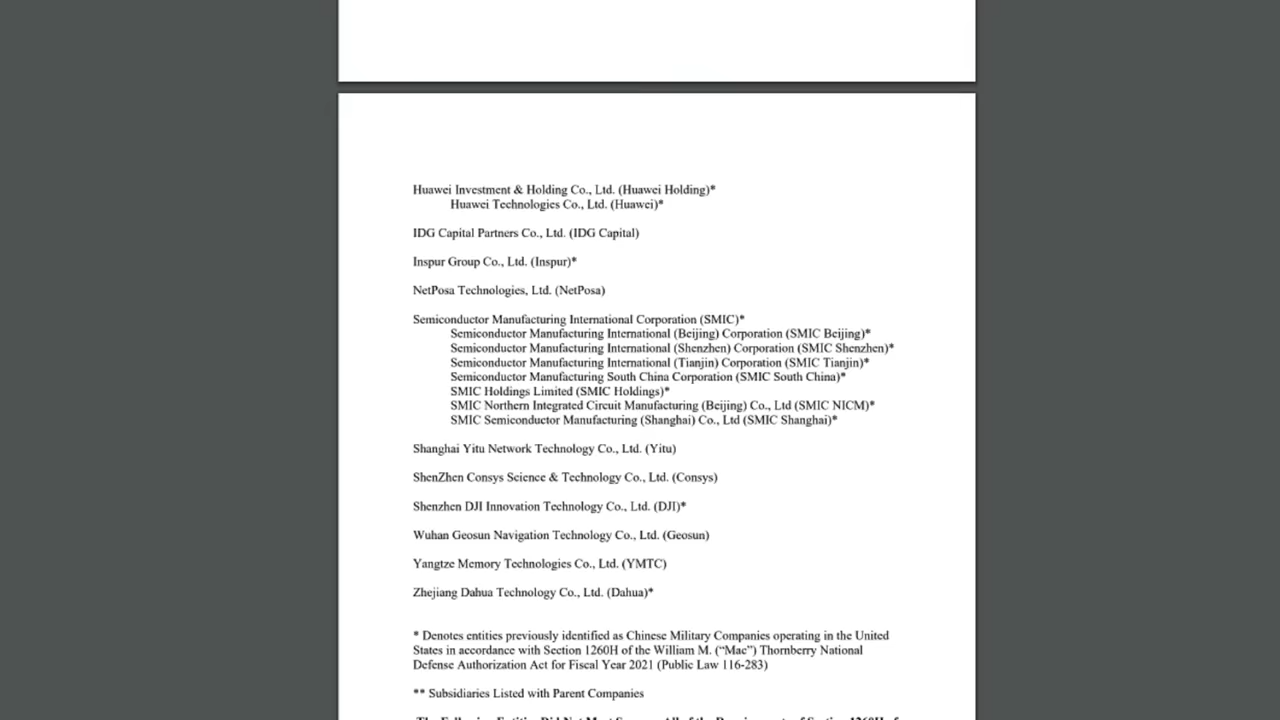 Huawei Investment & Holding Co., Ltd. (Huawei Holding)*
Huawei Technologies Co., Ltd. (Huawei)*
IDG Capital Partners Co., Ltd. (IDG Capital)
Inspur Group Co., Ltd. (Inspur)*
NetPosa Technologies, Ltd. (NetPosa)
Semiconductor Manufacturing International Corporation (SMIC)*
Semiconductor Manufacturing International (Beijing) Corporation (SMIC Beijing)*
Semiconductor Manufacturing International (Shenzhen) Corporation (SMIC Shenzhen)*
Semiconductor Manufacturing International (Tianjin) Corporation (SMIC Tianjin)*
Semiconductor Manufacturing South China Corporation (SMIC South China)*
SMIC Holdings Limited (SMIC Holdings)*
SMIC Northern Integrated Circuit Manufacturing (Beijing) Co., Ltd (SMIC NICM)*
SMIC Semiconductor Manufacturing (Shanghai) Co., Ltd (SMIC Shanghai)*
Shanghai Yitu Network Technology Co., Ltd. (Yitu)
ShenZhen Consys Science & Technology Co., Ltd. (Consys)
Shenzhen DJI Innovation Technology Co., Ltd. (DJI)*
Wuhan Geosun Navigation Technology Co., Ltd. (Geosun)
Yangtze Memory Technologies Co., Ltd. (YMTC)
Zhejiang Dahua Technology Co., Ltd. (Dahua)*
* Denotes entities previously identified as Chinese Military Companies operating in the United
States in accordance with Section 1260H of the William M. (“Mac”) Thornberry National
Defense Authorization Act for Fiscal Year 2021 (Public Law 116-283)
** Subsidiaries Listed with Parent Companies